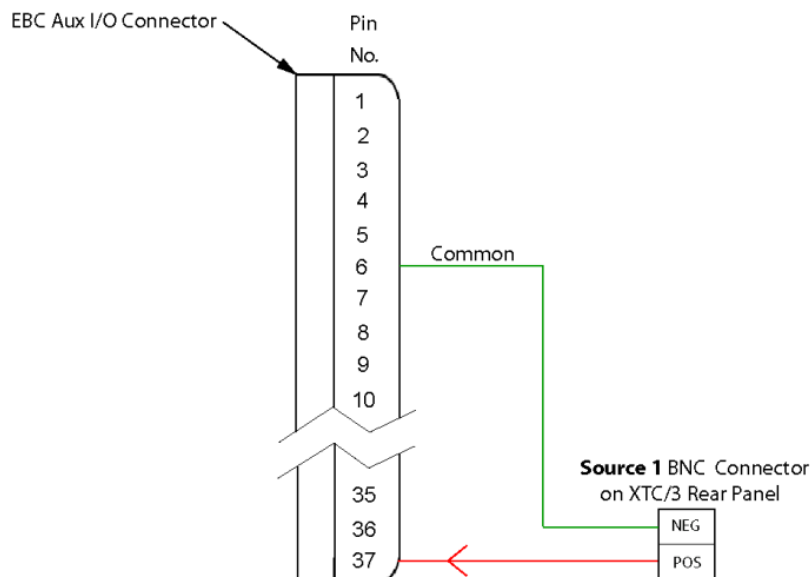 EBC Aux I/O Connector
Pin
No.
1
2
3
4
5
Common
6
7
8
9
10
Source 1 BNC Connector
on XTC/3 Rear Panel
35
36
NEG
37
POS